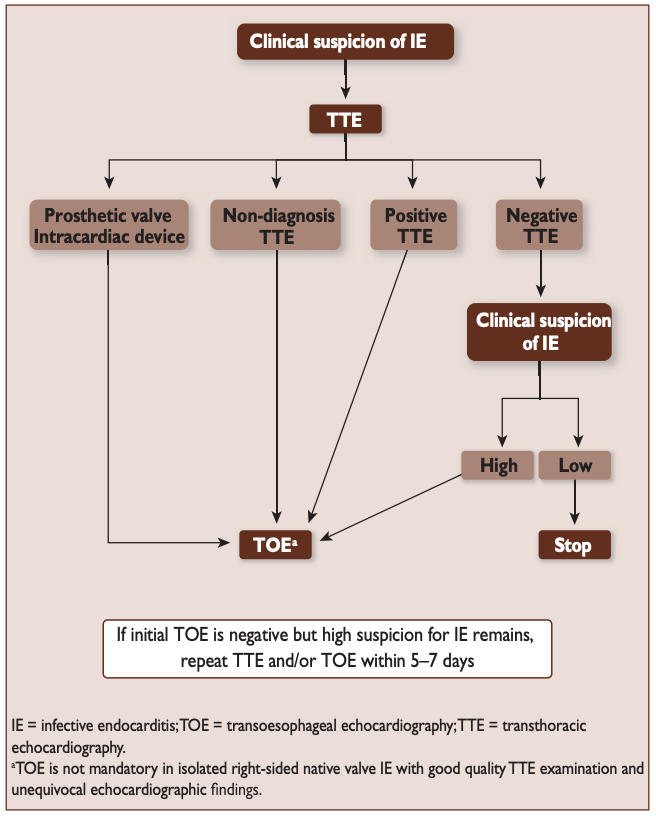 Clinical suspicion of IE
TTE
Prosthetic valve
Intracardiac device
Non-diagnosis
TTE
Positive
TTE
Negative
TTE
Clinical suspicion
of IE
High
Low
TOEᵃ
Stop
If initial TOE is negative but high suspicion for IE remains,
repeat TTE and/or TOE within 5–7 days
IE = infective endocarditis; TOE = transoesophageal echocardiography; TTE = transthoracic
echocardiography.
ᵃTOE is not mandatory in isolated right-sided native valve IE with good quality TTE examination and
unequivocal echocardiographic findings.